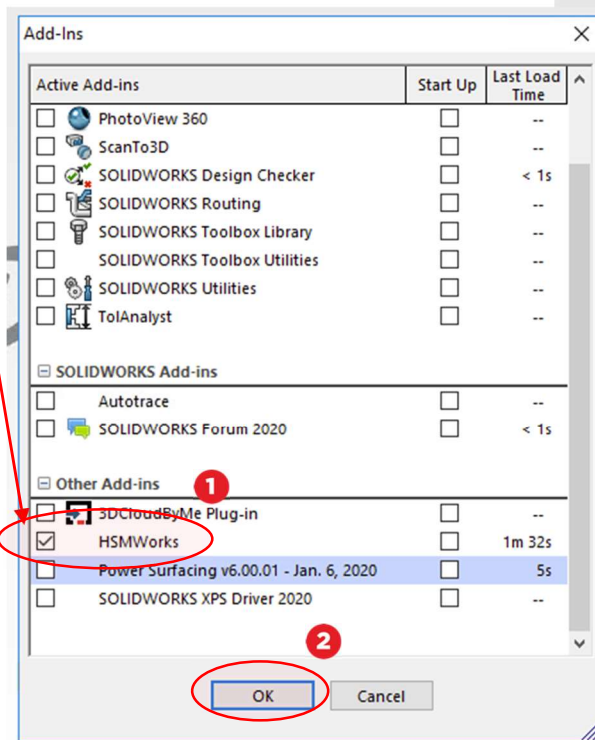 Add-Ins
Active Add-ins Start Up Last Load Time
PhotoView 360 --
ScanTo3D --
SOLIDWORKS Design Checker < 1s
SOLIDWORKS Routing --
SOLIDWORKS Toolbox Library --
SOLIDWORKS Toolbox Utilities --
SOLIDWORKS Utilities --
TolAnalyst --
SOLIDWORKS Add-ins
Autotrace --
SOLIDWORKS Forum 2020 < 1s
Other Add-ins 1
3DCloudByMe Plug-in --
HSMWorks 1m 32s
Power Surfacing v6.00.01 - Jan. 6, 2020 5s
SOLIDWORKS XPS Driver 2020 --
2
OK Cancel